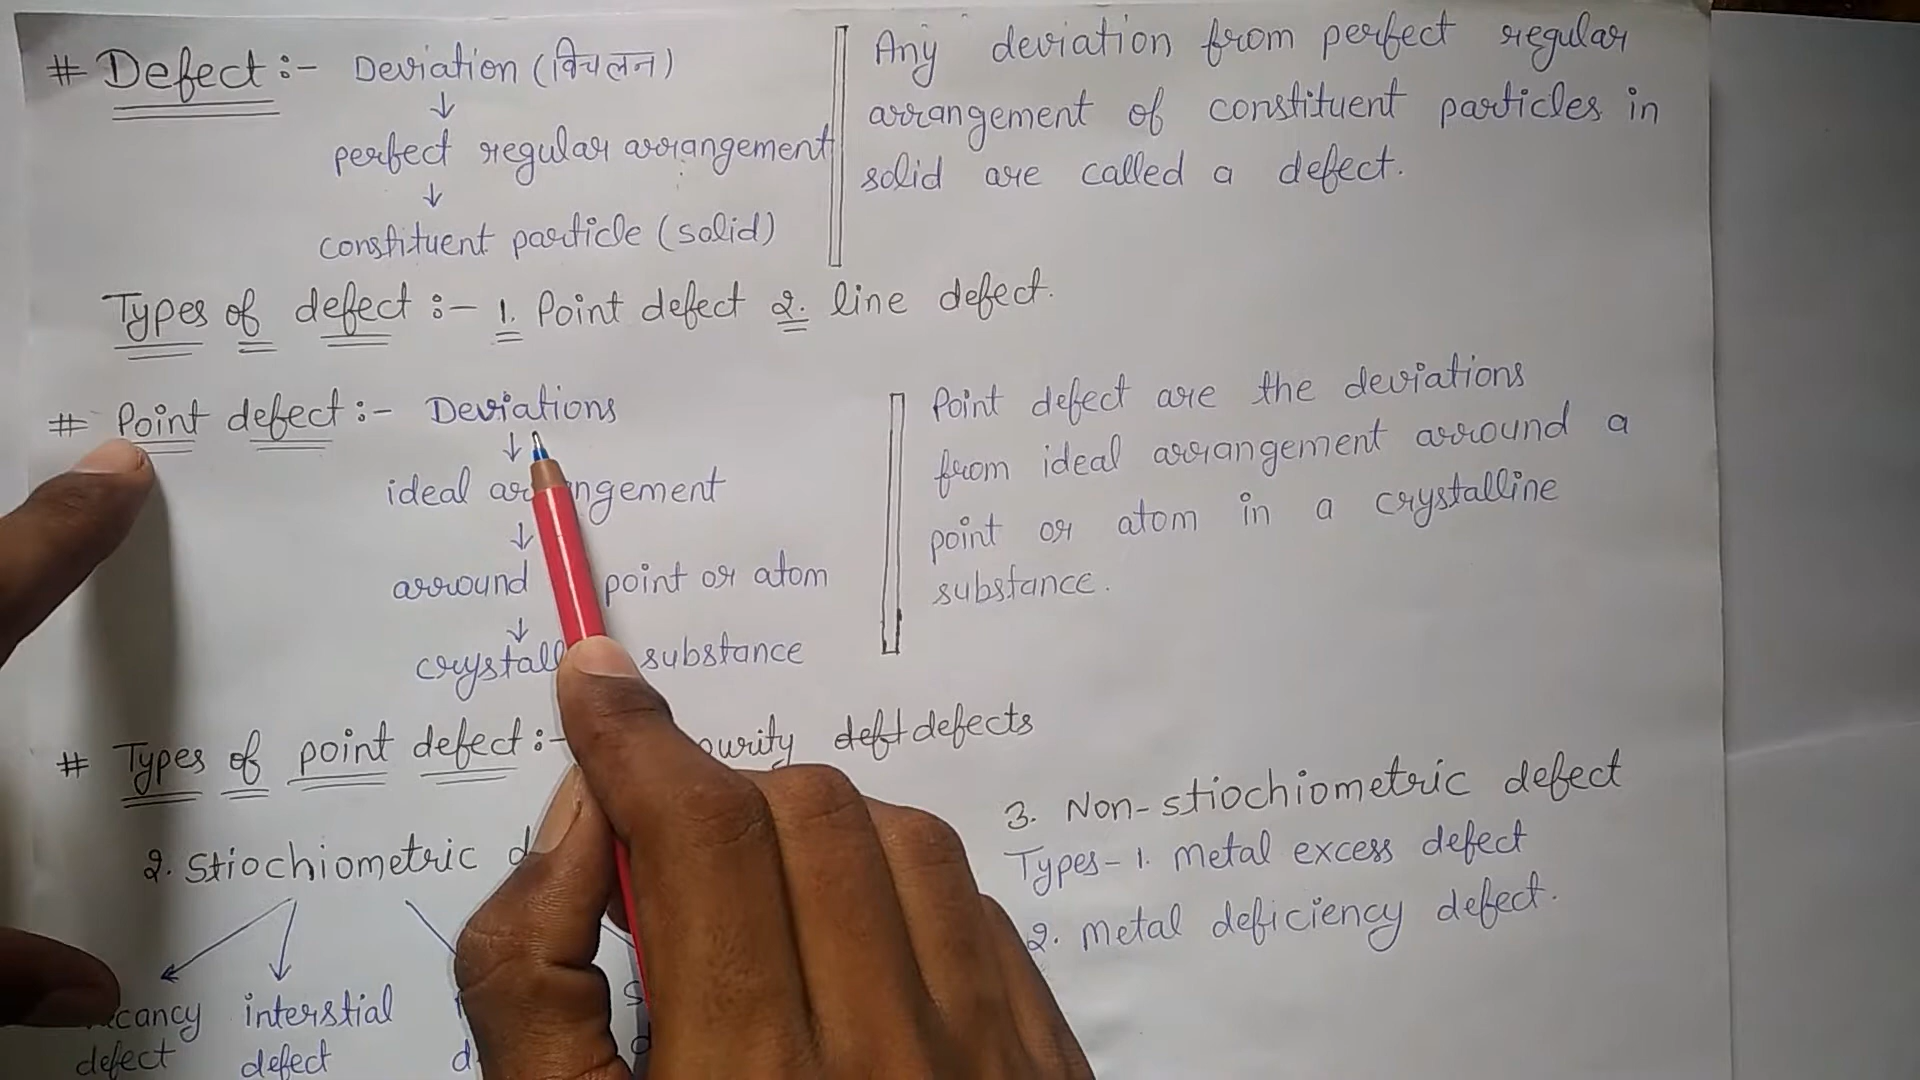 # Defect :- Deviation (विचलन)
↓
perfect regular arrangement
↓
constituent particle (solid)
Any deviation from perfect regular
arrangement of constituent particles in
solid are called a defect.
Types of defect :- 1. Point defect 2. line defect.
# Point defect :- Deviations
↓
ideal arrangement
↓
arround point or atom
↓
substance
Point defect are the deviations
from ideal arrangement arround a
point or atom in a crystalline
substance.
# Types of point defect :- defects
2. Stiochiometric
defect
interstial
defect
3. Non-stiochiometric defect
Types- 1. Metal excess defect
2. Metal deficiency defect.